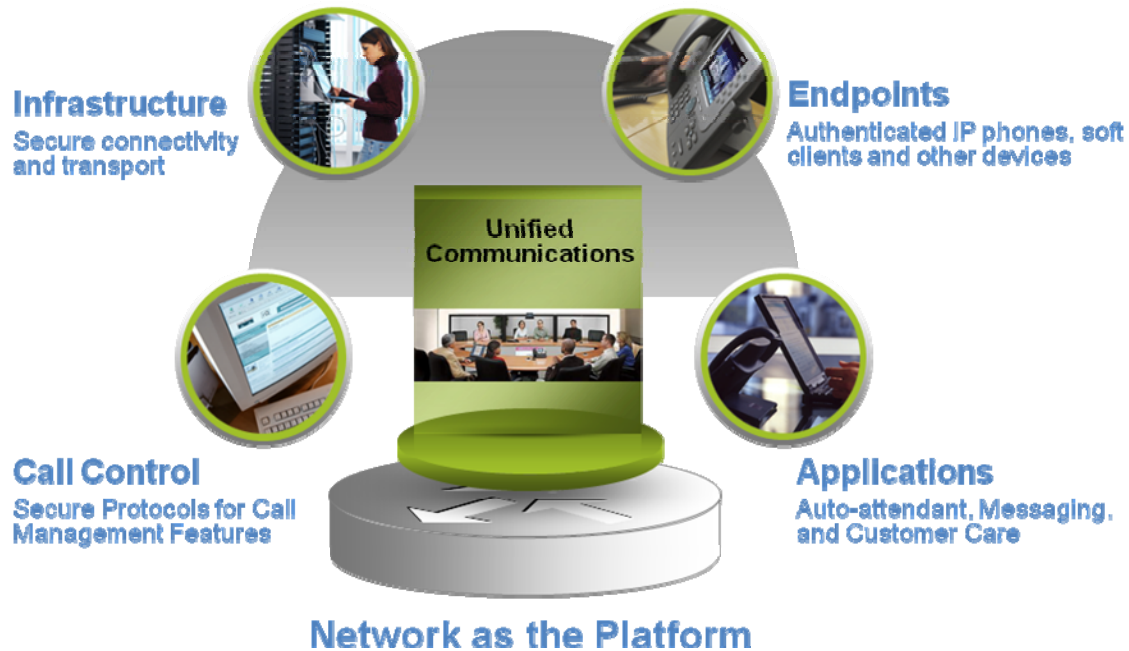 Infrastructure
Secure connectivity
and transport
Endpoints
Authenticated IP phones, soft
clients and other devices
Unified
Communications
Call Control
Secure Protocols for Call
Management Features
Applications
Auto-attendant, Messaging,
and Customer Care
Network as the Platform